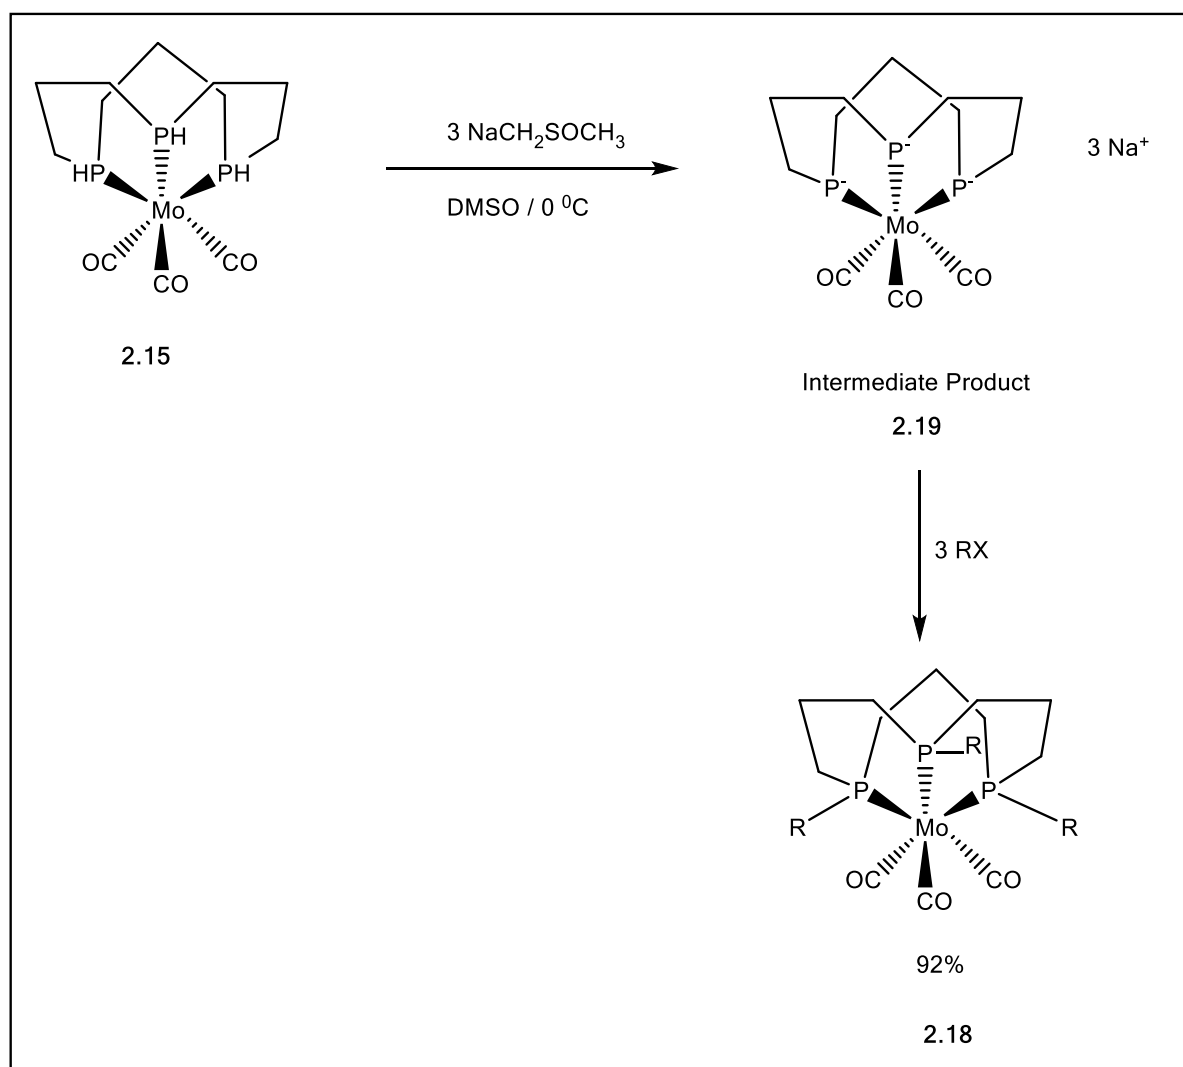 PH
HP
PH
Mo
OC
CO
CO
2.15
3 NaCH₂SOCH₃
DMSO / 0 ⁰C
P⁻
P⁻
P⁻
Mo
OC
CO
CO
3 Na⁺
Intermediate Product
2.19
3 RX
P
R
P
P
R
R
Mo
OC
CO
CO
92%
2.18